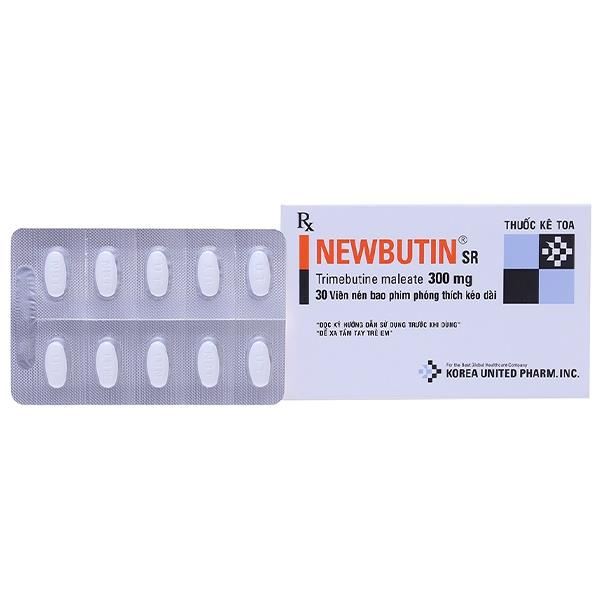 Rx
THUỐC KÊ TOA
NEWBUTIN® SR
Trimebutine maleate 300 mg
30 Viên nén bao phim phóng thích kéo dài
"ĐỌC KỸ HƯỚNG DẪN SỬ DỤNG TRƯỚC KHI DÙNG"
"ĐỂ XA TẦM TAY TRẺ EM"
For the Best Global Healthcare Company
KOREA UNITED PHARM. INC.